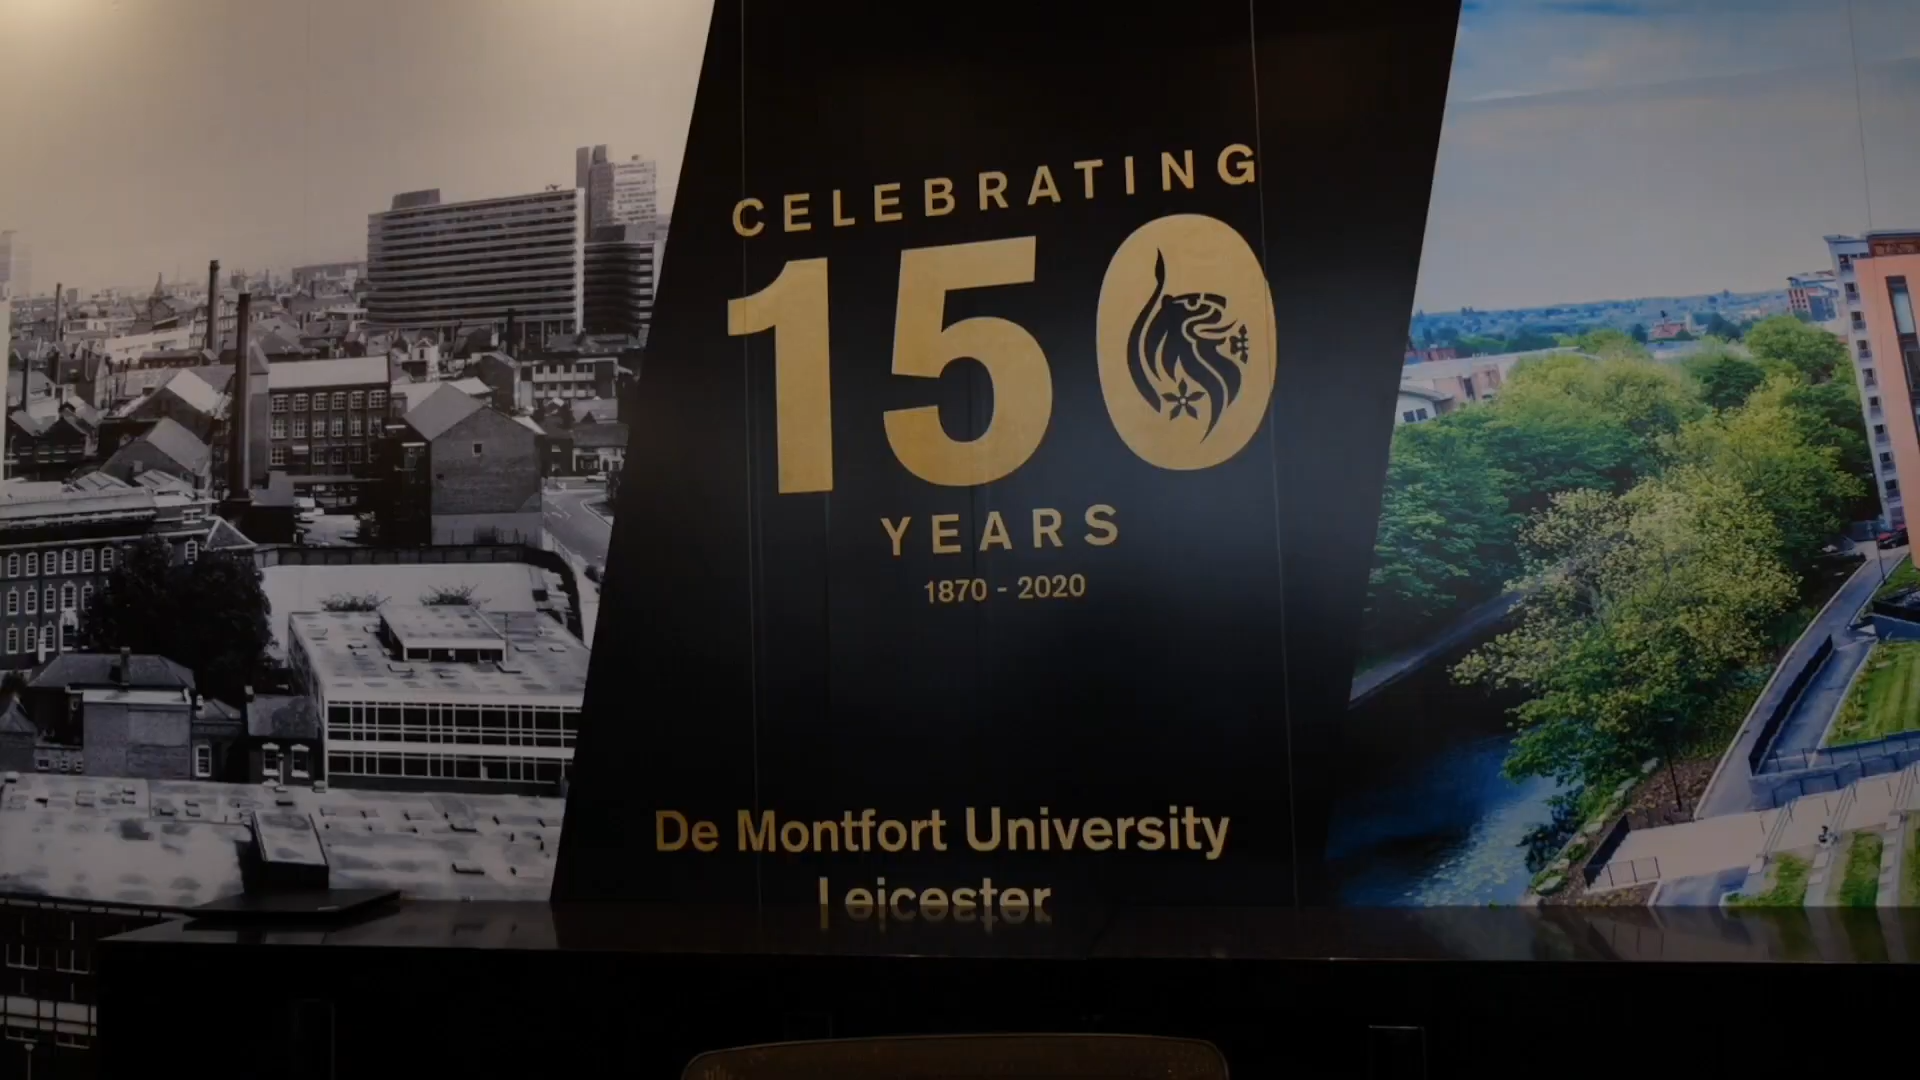 CELEBRATING
150
YEARS
1870 - 2020
De Montfort University
Leicester